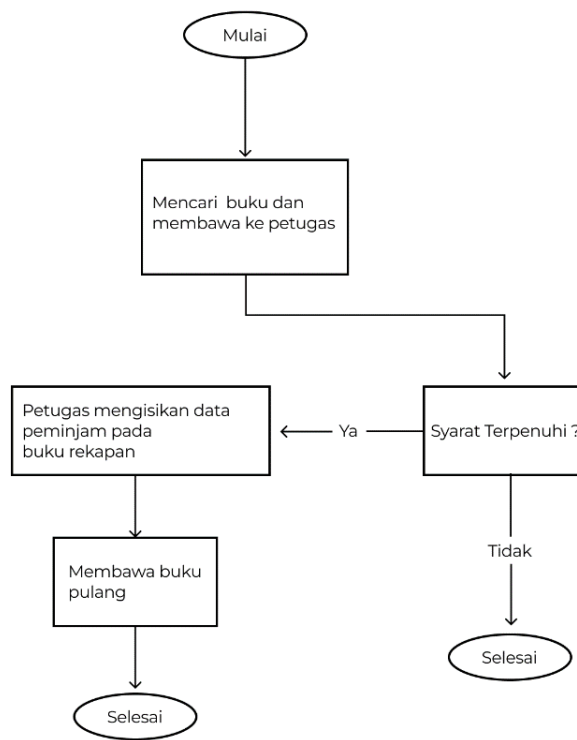 Mulai
Mencari buku dan
membawa ke petugas
Petugas mengisikan data
peminjam pada
buku rekapan
Ya
Syarat Terpenuhi ?
Membawa buku
pulang
Tidak
Selesai
Selesai